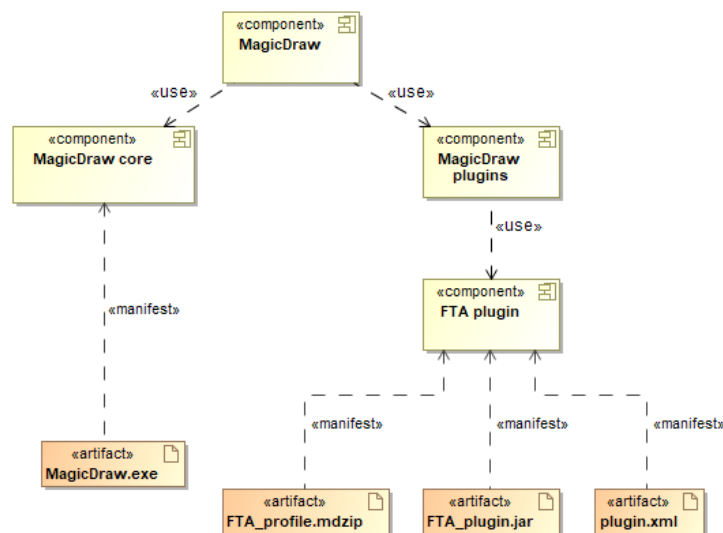 «component»
MagicDraw
«use»
«use»
«component»
MagicDraw core
«component»
MagicDraw
plugins
«use»
«component»
FTA plugin
«manifest»
«manifest»
«manifest»
«manifest»
«artifact»
MagicDraw.exe
«artifact»
FTA_profile.mdzip
«artifact»
FTA_plugin.jar
«artifact»
plugin.xml